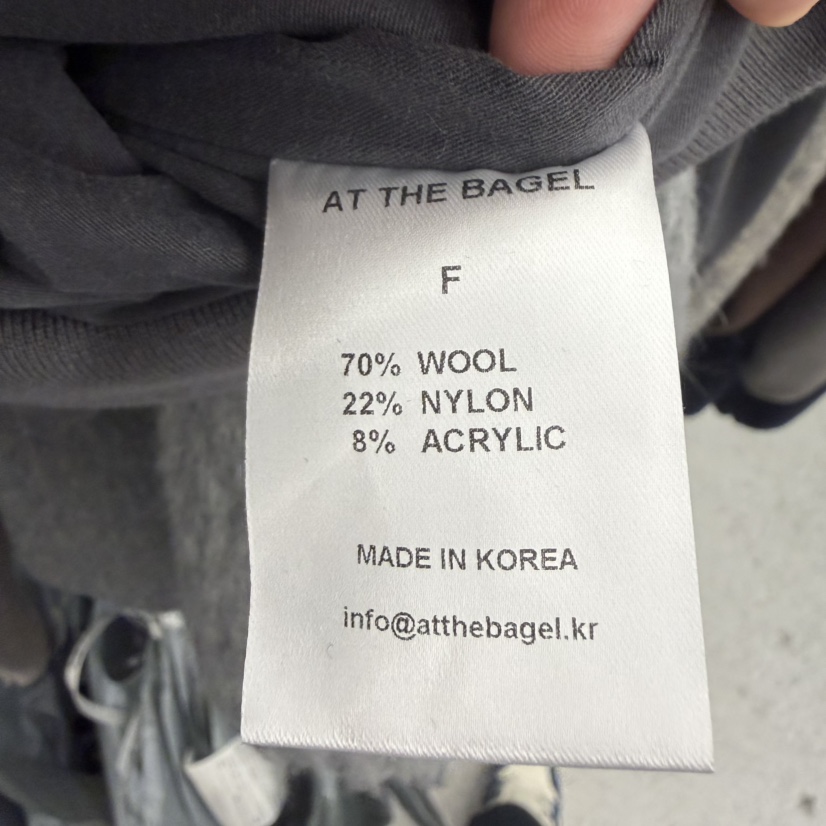 AT THE BAGEL
F
70% WOOL
22% NYLON
8% ACRYLIC
MADE IN KOREA
info@atthebagel.kr